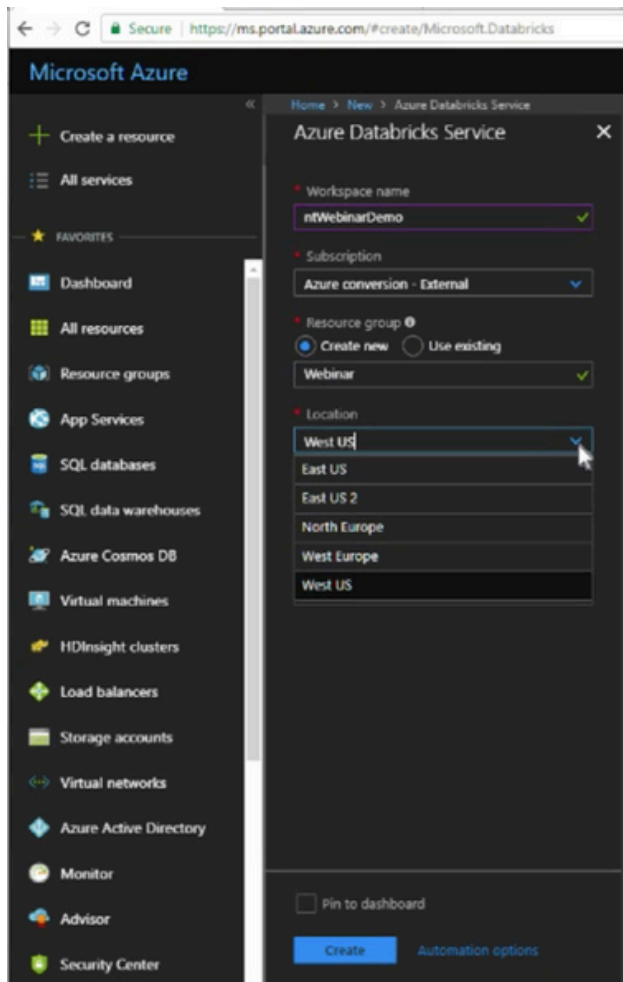 Secure | https://ms.portal.azure.com/#create/Microsoft.Databricks
Microsoft Azure
«
Create a resource
All services
FAVORITES
Dashboard
All resources
Resource groups
App Services
SQL databases
SQL data warehouses
Azure Cosmos DB
Virtual machines
HDInsight clusters
Load balancers
Storage accounts
Virtual networks
Azure Active Directory
Monitor
Advisor
Security Center
Home > New > Azure Databricks Service
Azure Databricks Service
* Workspace name
ntWebinarDemo
* Subscription
Azure conversion - External
* Resource group
Create new Use existing
Webinar
* Location
West US
East US
East US 2
North Europe
West Europe
West US
Pin to dashboard
Create Automation options